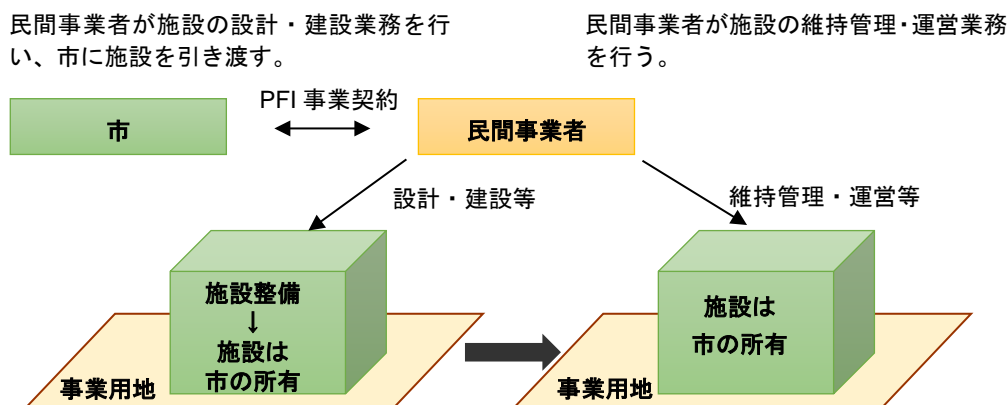 民間事業者が施設の設計・建設業務を行
い、市に施設を引き渡す。
民間事業者が施設の維持管理・運営業務
を行う。
市
PFI 事業契約
民間事業者
設計・建設等
維持管理・運営等
施設整備
↓
施設は
市の所有
事業用地
施設は
市の所有
事業用地